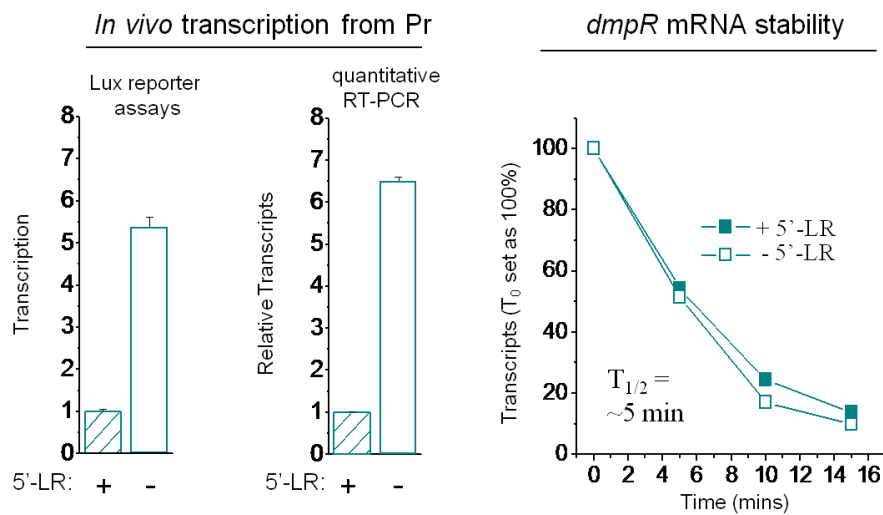 In vivo transcription from Pr
Lux reporter
assays
Transcription
8
7
6
5
4
3
2
1
0
5'-LR: + -
quantitative
RT-PCR
Relative Transcripts
8
7
6
5
4
3
2
1
0
5'-LR: + -
dmpR mRNA stability
Transcripts (T0 set as 100%)
100
80
60
40
20
0
+ 5'-LR
- 5'-LR
T1/2 =
~5 min
0 2 4 6 8 10 12 14 16
Time (mins)